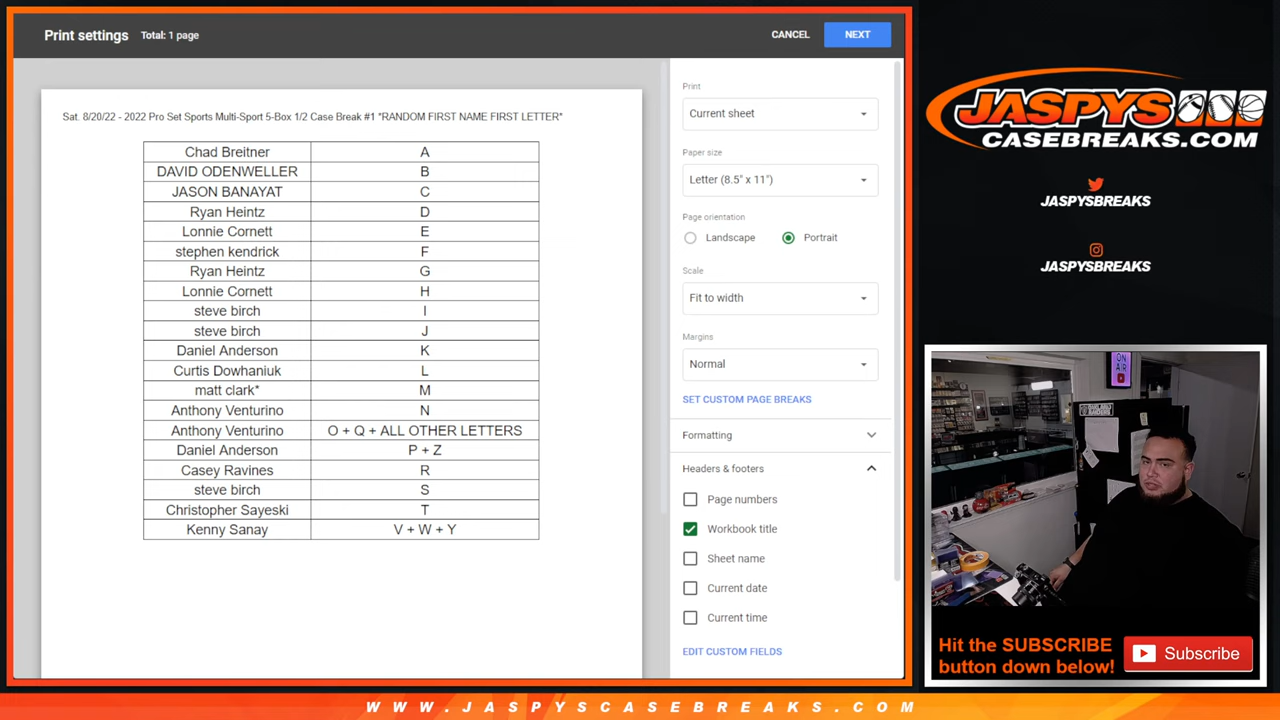 Print settings Total: 1 page CANCEL NEXT
Sat. 8/20/22 - 2022 Pro Set Sports Multi-Sport 5-Box 1/2 Case Break #1 *RANDOM FIRST NAME FIRST LETTER*
Chad Breitner A
DAVID ODENWELLER B
JASON BANAYAT C
Ryan Heintz D
Lonnie Cornett E
stephen kendrick F
Ryan Heintz G
Lonnie Cornett H
steve birch I
steve birch J
Daniel Anderson K
Curtis Dowhaniuk L
matt clark* M
Anthony Venturino N
Anthony Venturino O + Q + ALL OTHER LETTERS
Daniel Anderson P + Z
Casey Ravines R
steve birch S
Christopher Sayeski T
Kenny Sanay V + W + Y
Print
Current sheet
Paper size
Letter (8.5" x 11")
Page orientation
Landscape Portrait
Scale
Fit to width
Margins
Normal
SET CUSTOM PAGE BREAKS
Formatting
Headers & footers
Page numbers
Workbook title
Sheet name
Current date
Current time
EDIT CUSTOM FIELDS
JASPYS
CASEBREAKS.COM
JASPYSBREAKS
JASPYSBREAKS
ON
AIR
Hit the SUBSCRIBE
button down below!
Subscribe
WWW.JASPYSCASEBREAKS.COM